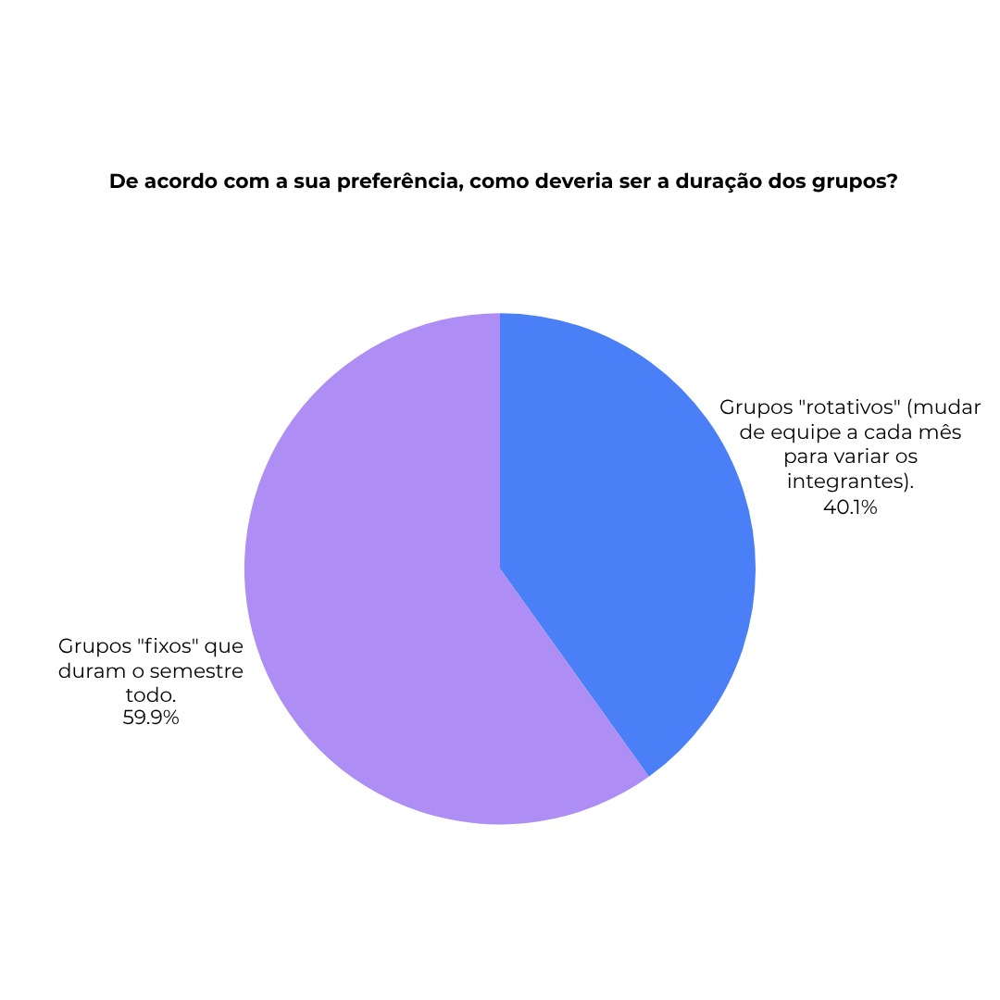 De acordo com a sua preferência, como deveria ser a duração dos grupos?
Grupos "rotativos" (mudar
de equipe a cada mês
para variar os
integrantes).
40.1%
Grupos "fixos" que
duram o semestre
todo.
59.9%